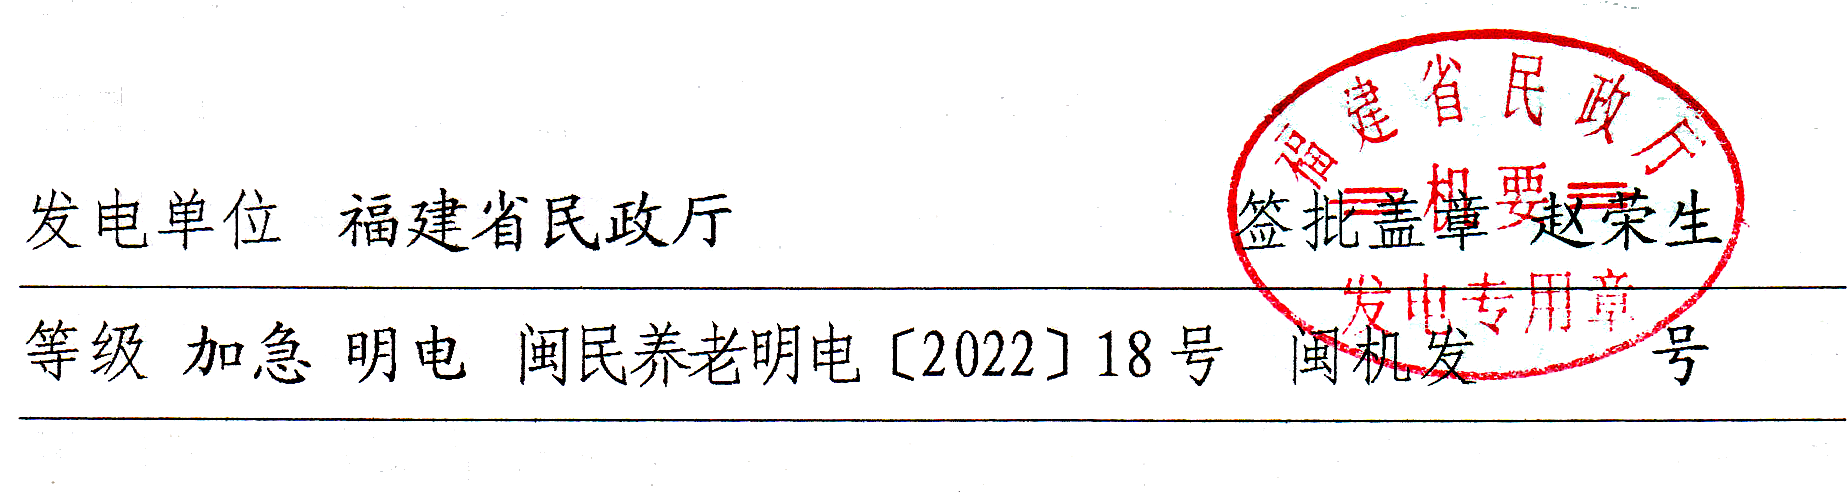 福建省民政厅
机要
发电专用章
发电单位 福建省民政厅 签批盖章 赵荣生
等级 加急 明电 闽民养老明电〔2022〕18号 闽机发 号